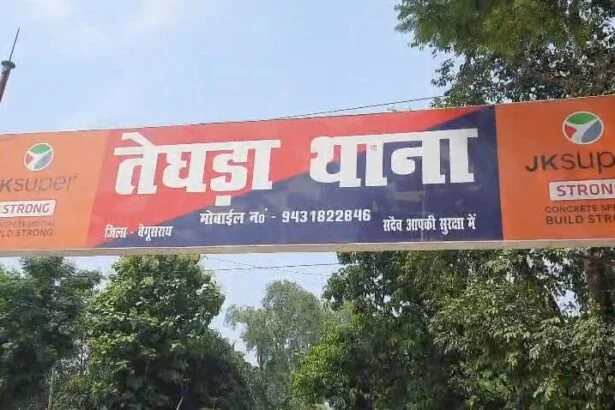 तेघड़ा थाना
मोबाईल नं0 - 9431822846
जिला - बेगूसराय
सदैव आपकी सुरक्षा में
JKSUPER
STRONG
CONCRETE SPECIAL
BUILD STRONG
JKSUPER
STRONG
CONCRETE SPE
BUILD STRO